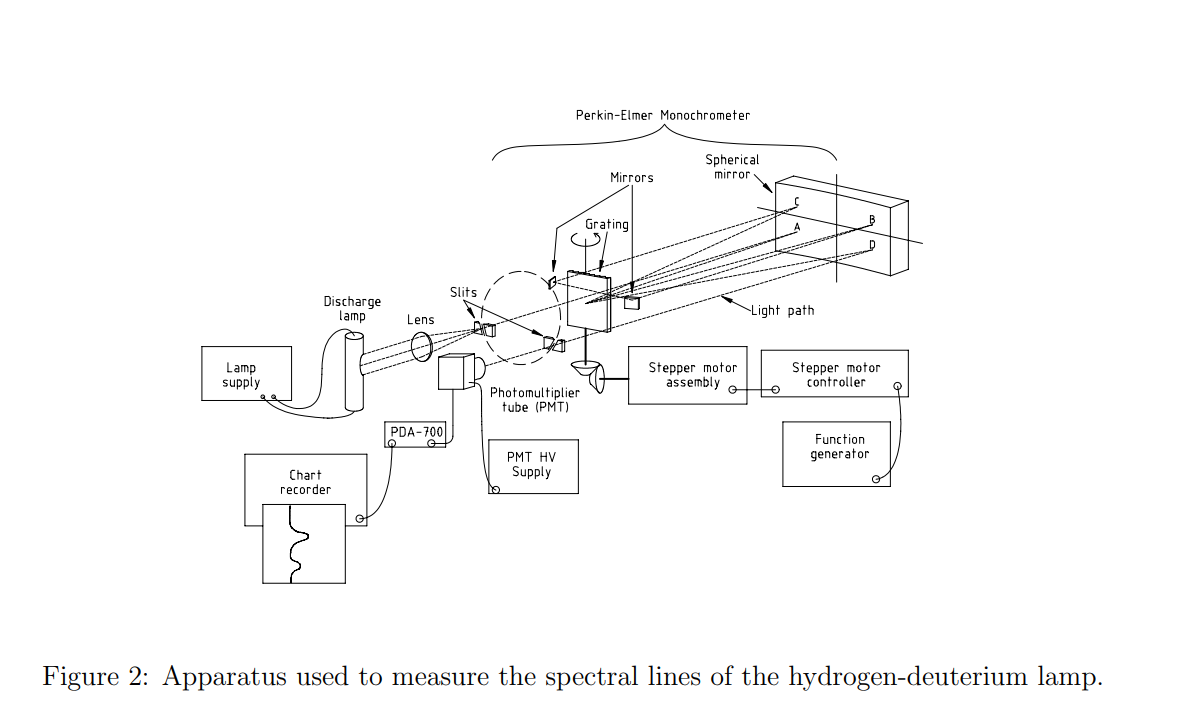 Perkin-Elmer Monochrometer
Spherical
mirror
Mirrors
Grating
C
B
A
D
Slits
Discharge
lamp
Lens
Light path
Lamp
supply
Stepper motor
assembly
Stepper motor
controller
Photomultiplier
tube (PMT)
PDA-700
Function
generator
PMT HV
Supply
Chart
recorder
Figure 2: Apparatus used to measure the spectral lines of the hydrogen-deuterium lamp.